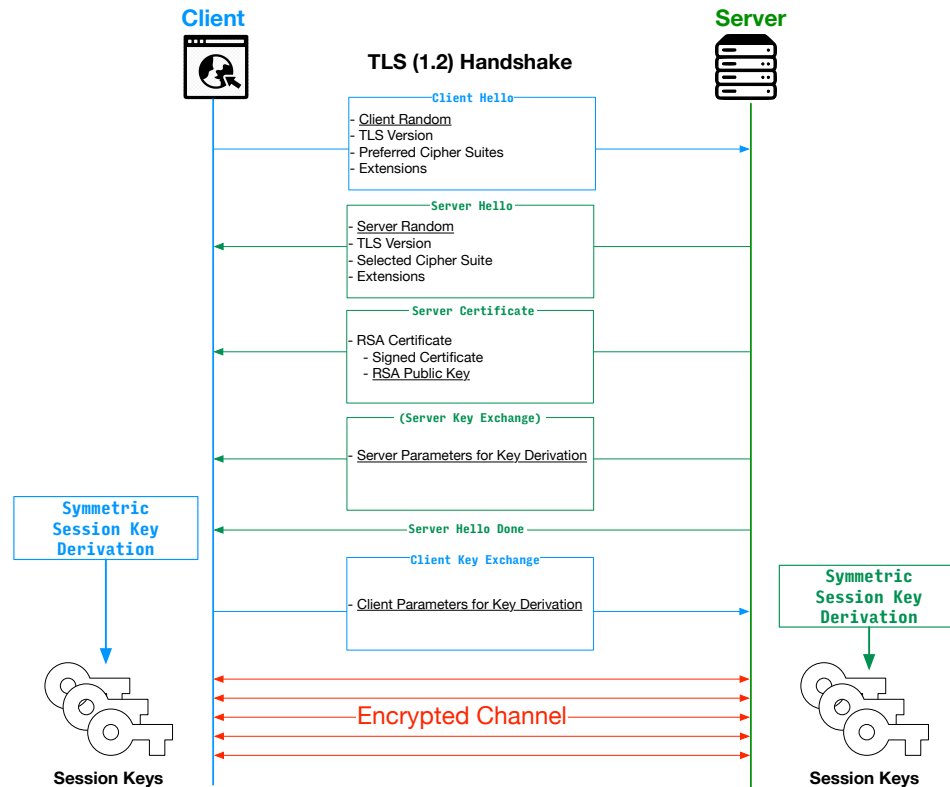 Client
Server
TLS (1.2) Handshake
Client Hello
- Client Random
- TLS Version
- Preferred Cipher Suites
- Extensions
Server Hello
- Server Random
- TLS Version
- Selected Cipher Suite
- Extensions
Server Certificate
- RSA Certificate
- Signed Certificate
- RSA Public Key
(Server Key Exchange)
- Server Parameters for Key Derivation
Symmetric
Session Key
Derivation
Server Hello Done
Client Key Exchange
- Client Parameters for Key Derivation
Symmetric
Session Key
Derivation
Encrypted Channel
Session Keys
Session Keys